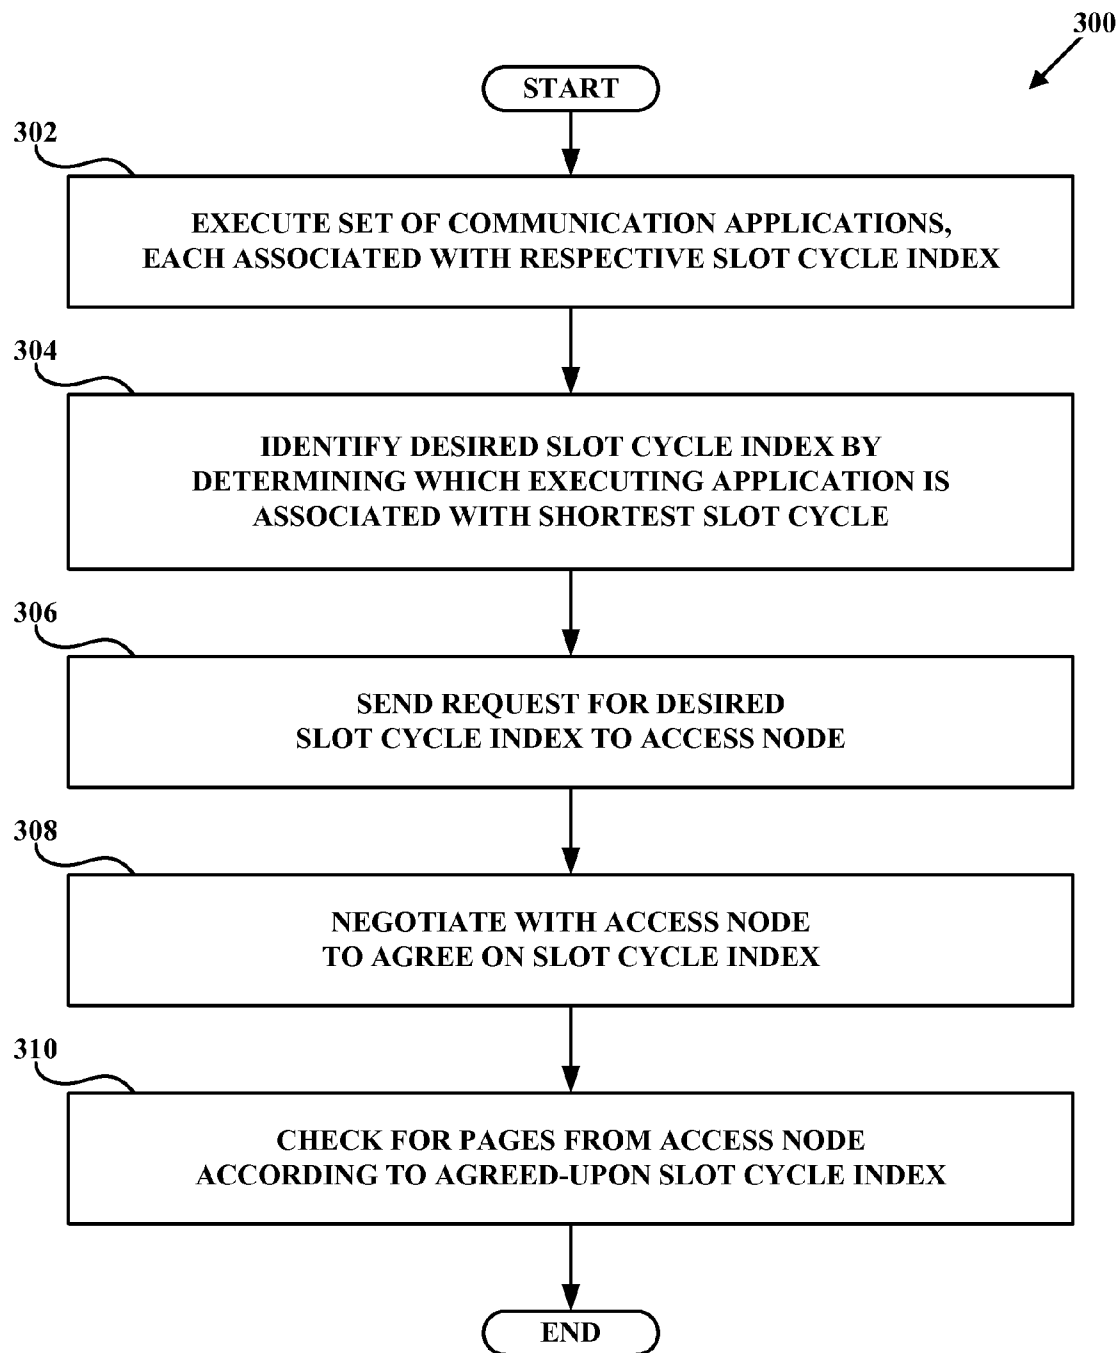 300
START
302
EXECUTE SET OF COMMUNICATION APPLICATIONS,
EACH ASSOCIATED WITH RESPECTIVE SLOT CYCLE INDEX
304
IDENTIFY DESIRED SLOT CYCLE INDEX BY
DETERMINING WHICH EXECUTING APPLICATION IS
ASSOCIATED WITH SHORTEST SLOT CYCLE
306
SEND REQUEST FOR DESIRED
SLOT CYCLE INDEX TO ACCESS NODE
308
NEGOTIATE WITH ACCESS NODE
TO AGREE ON SLOT CYCLE INDEX
310
CHECK FOR PAGES FROM ACCESS NODE
ACCORDING TO AGREED-UPON SLOT CYCLE INDEX
END